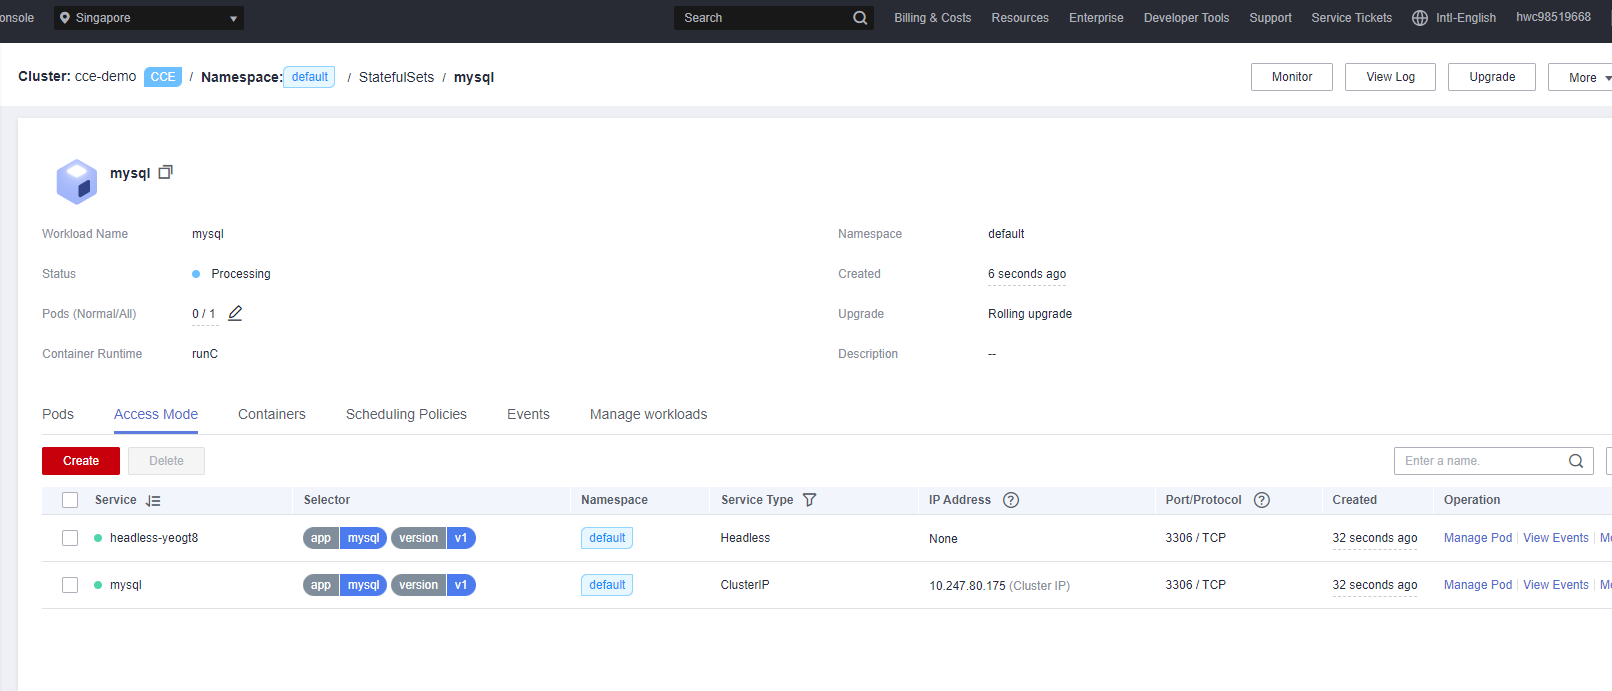 onsole Singapore Search Billing & Costs Resources Enterprise Developer Tools Support Service Tickets Intl-English hwc98519668
Cluster: cce-demo CCE / Namespace: default / StatefulSets / mysql Monitor View Log Upgrade More
mysql
Workload Name mysql Namespace default
Status Processing Created 6 seconds ago
Pods (Normal/All) 0 / 1 Upgrade Rolling upgrade
Container Runtime runC Description --
Pods Access Mode Containers Scheduling Policies Events Manage workloads
Create Delete Enter a name.
Service Selector Namespace Service Type IP Address ? Port/Protocol ? Created Operation
headless-yeogt8 app mysql version v1 default Headless None 3306 / TCP 32 seconds ago Manage Pod View Events
mysql app mysql version v1 default ClusterIP 10.247.80.175 (Cluster IP) 3306 / TCP 32 seconds ago Manage Pod View Events